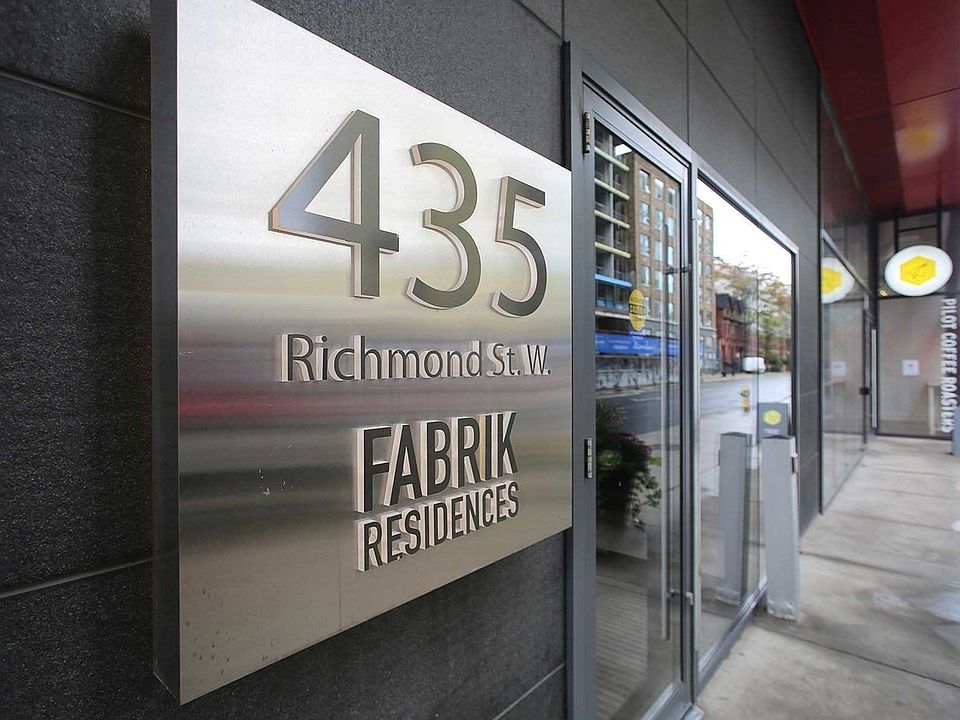 435
Richmond St. W.
FABRIK
RESIDENCES
PILOT COFFEE ROASTERS